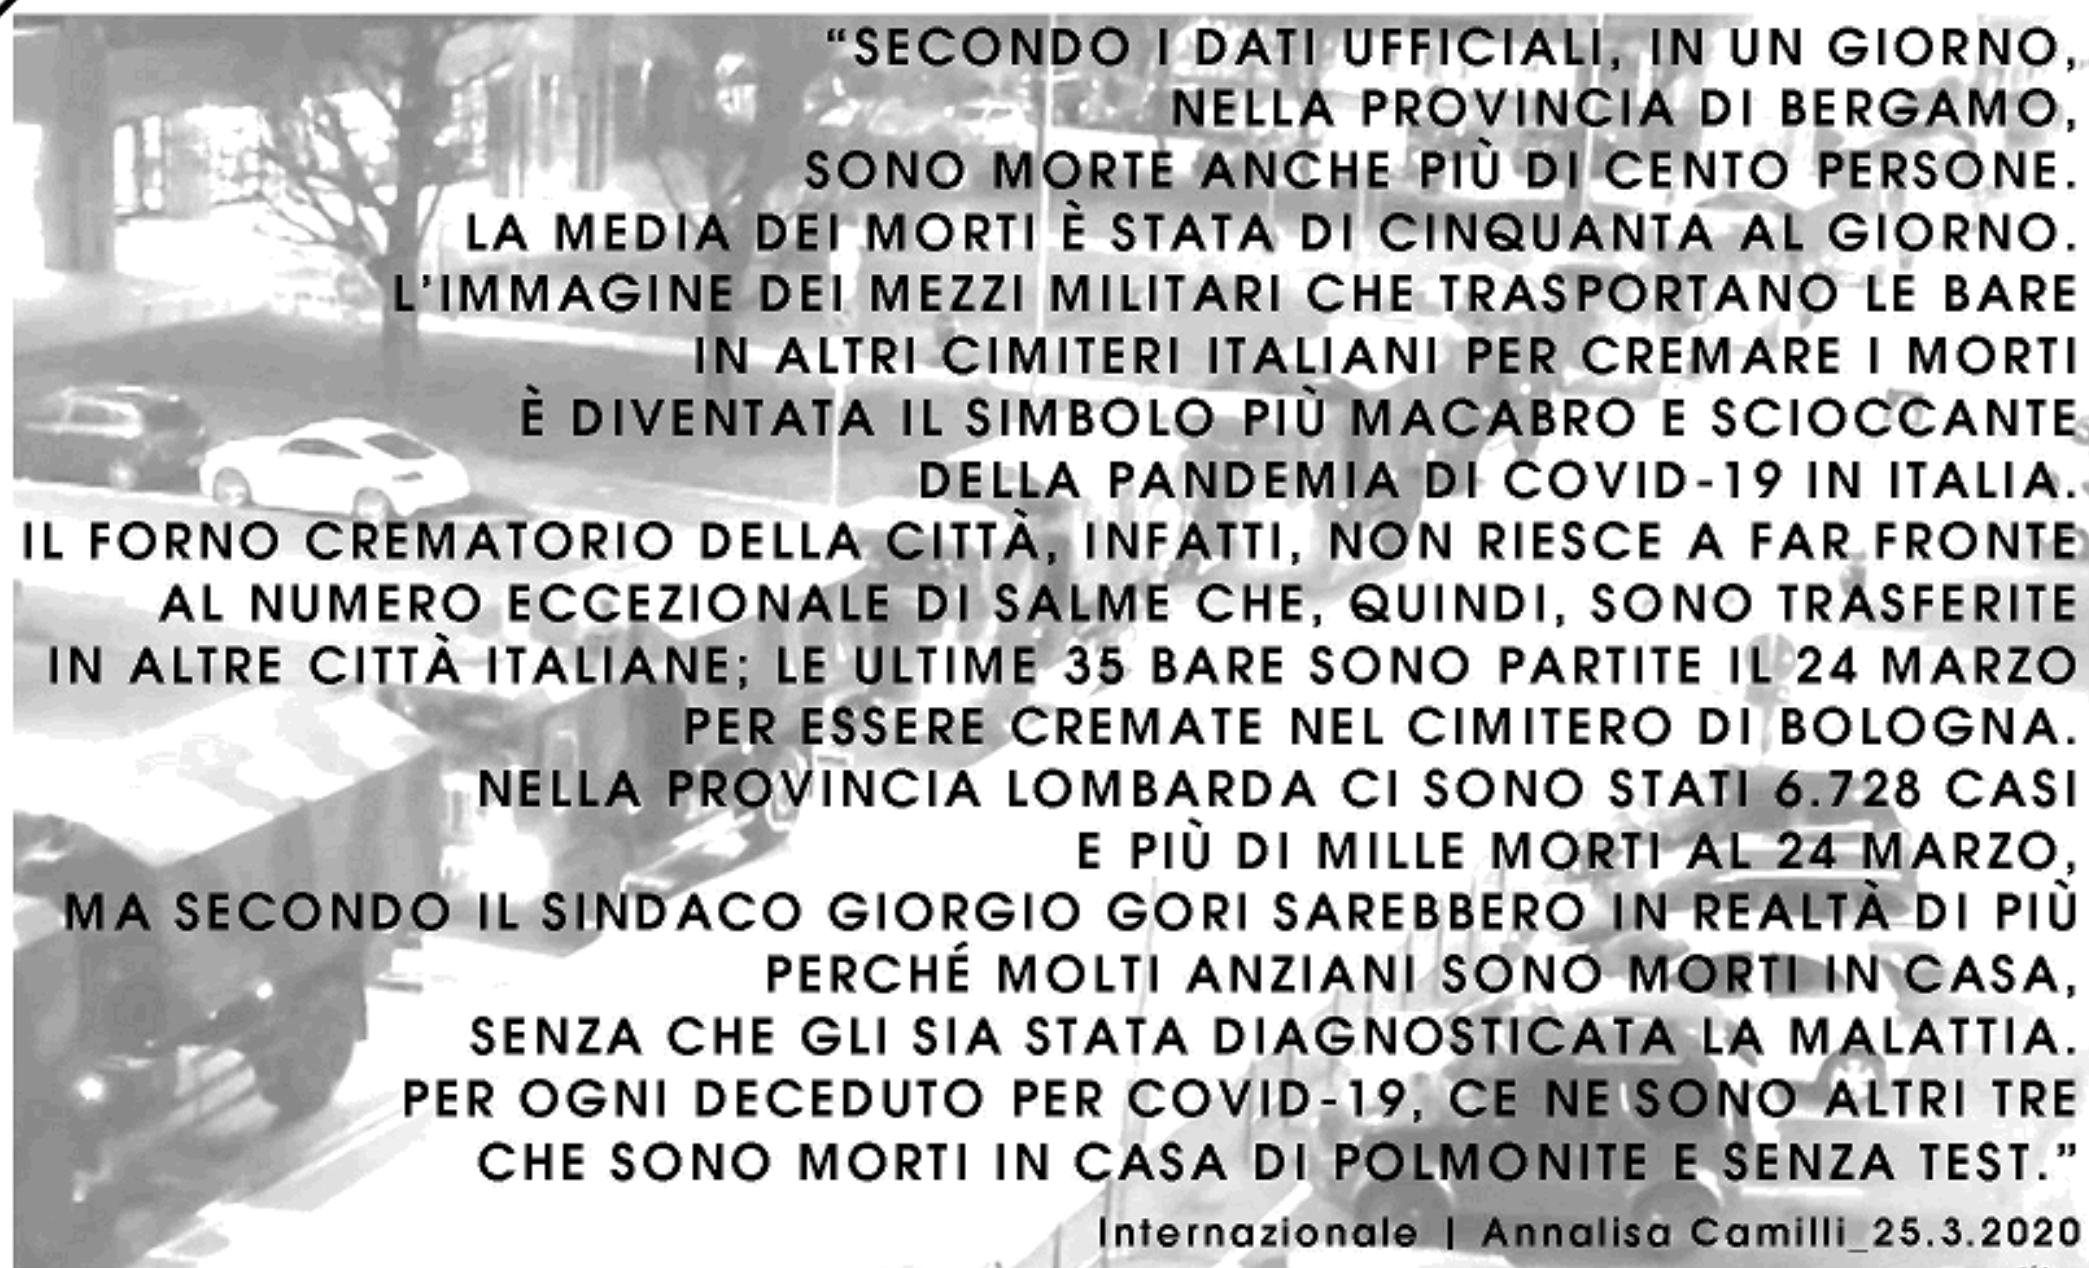 “SECONDO I DATI UFFICIALI, IN UN GIORNO,
NELLA PROVINCIA DI BERGAMO,
SONO MORTE ANCHE PIÙ DI CENTO PERSONE.
LA MEDIA DEI MORTI È STATA DI CINQUANTA AL GIORNO.
L'IMMAGINE DEI MEZZI MILITARI CHE TRASPORTANO LE BARE
IN ALTRI CIMITERI ITALIANI PER CREMARE I MORTI
È DIVENTATA IL SIMBOLO PIÙ MACABRO E SCIOCCANTE
DELLA PANDEMIA DI COVID-19 IN ITALIA.
IL FORNO CREMATORIO DELLA CITTÀ, INFATTI, NON RIESCE A FAR FRONTE
AL NUMERO ECCEZIONALE DI SALME CHE, QUINDI, SONO TRASFERITE
IN ALTRE CITTÀ ITALIANE; LE ULTIME 35 BARE SONO PARTITE IL 24 MARZO
PER ESSERE CREMATE NEL CIMITERO DI BOLOGNA.
NELLA PROVINCIA LOMBARDA CI SONO STATI 6.728 CASI
E PIÙ DI MILLE MORTI AL 24 MARZO,
MA SECONDO IL SINDACO GIORGIO GORI SAREBBERO IN REALTÀ DI PIÙ
PERCHÉ MOLTI ANZIANI SONO MORTI IN CASA,
SENZA CHE GLI SIA STATA DIAGNOSTICATA LA MALATTIA.
PER OGNI DECEDUTO PER COVID-19, CE NE SONO ALTRI TRE
CHE SONO MORTI IN CASA DI POLMONITE E SENZA TEST.”
Internazionale | Annalisa Camilli_25.3.2020